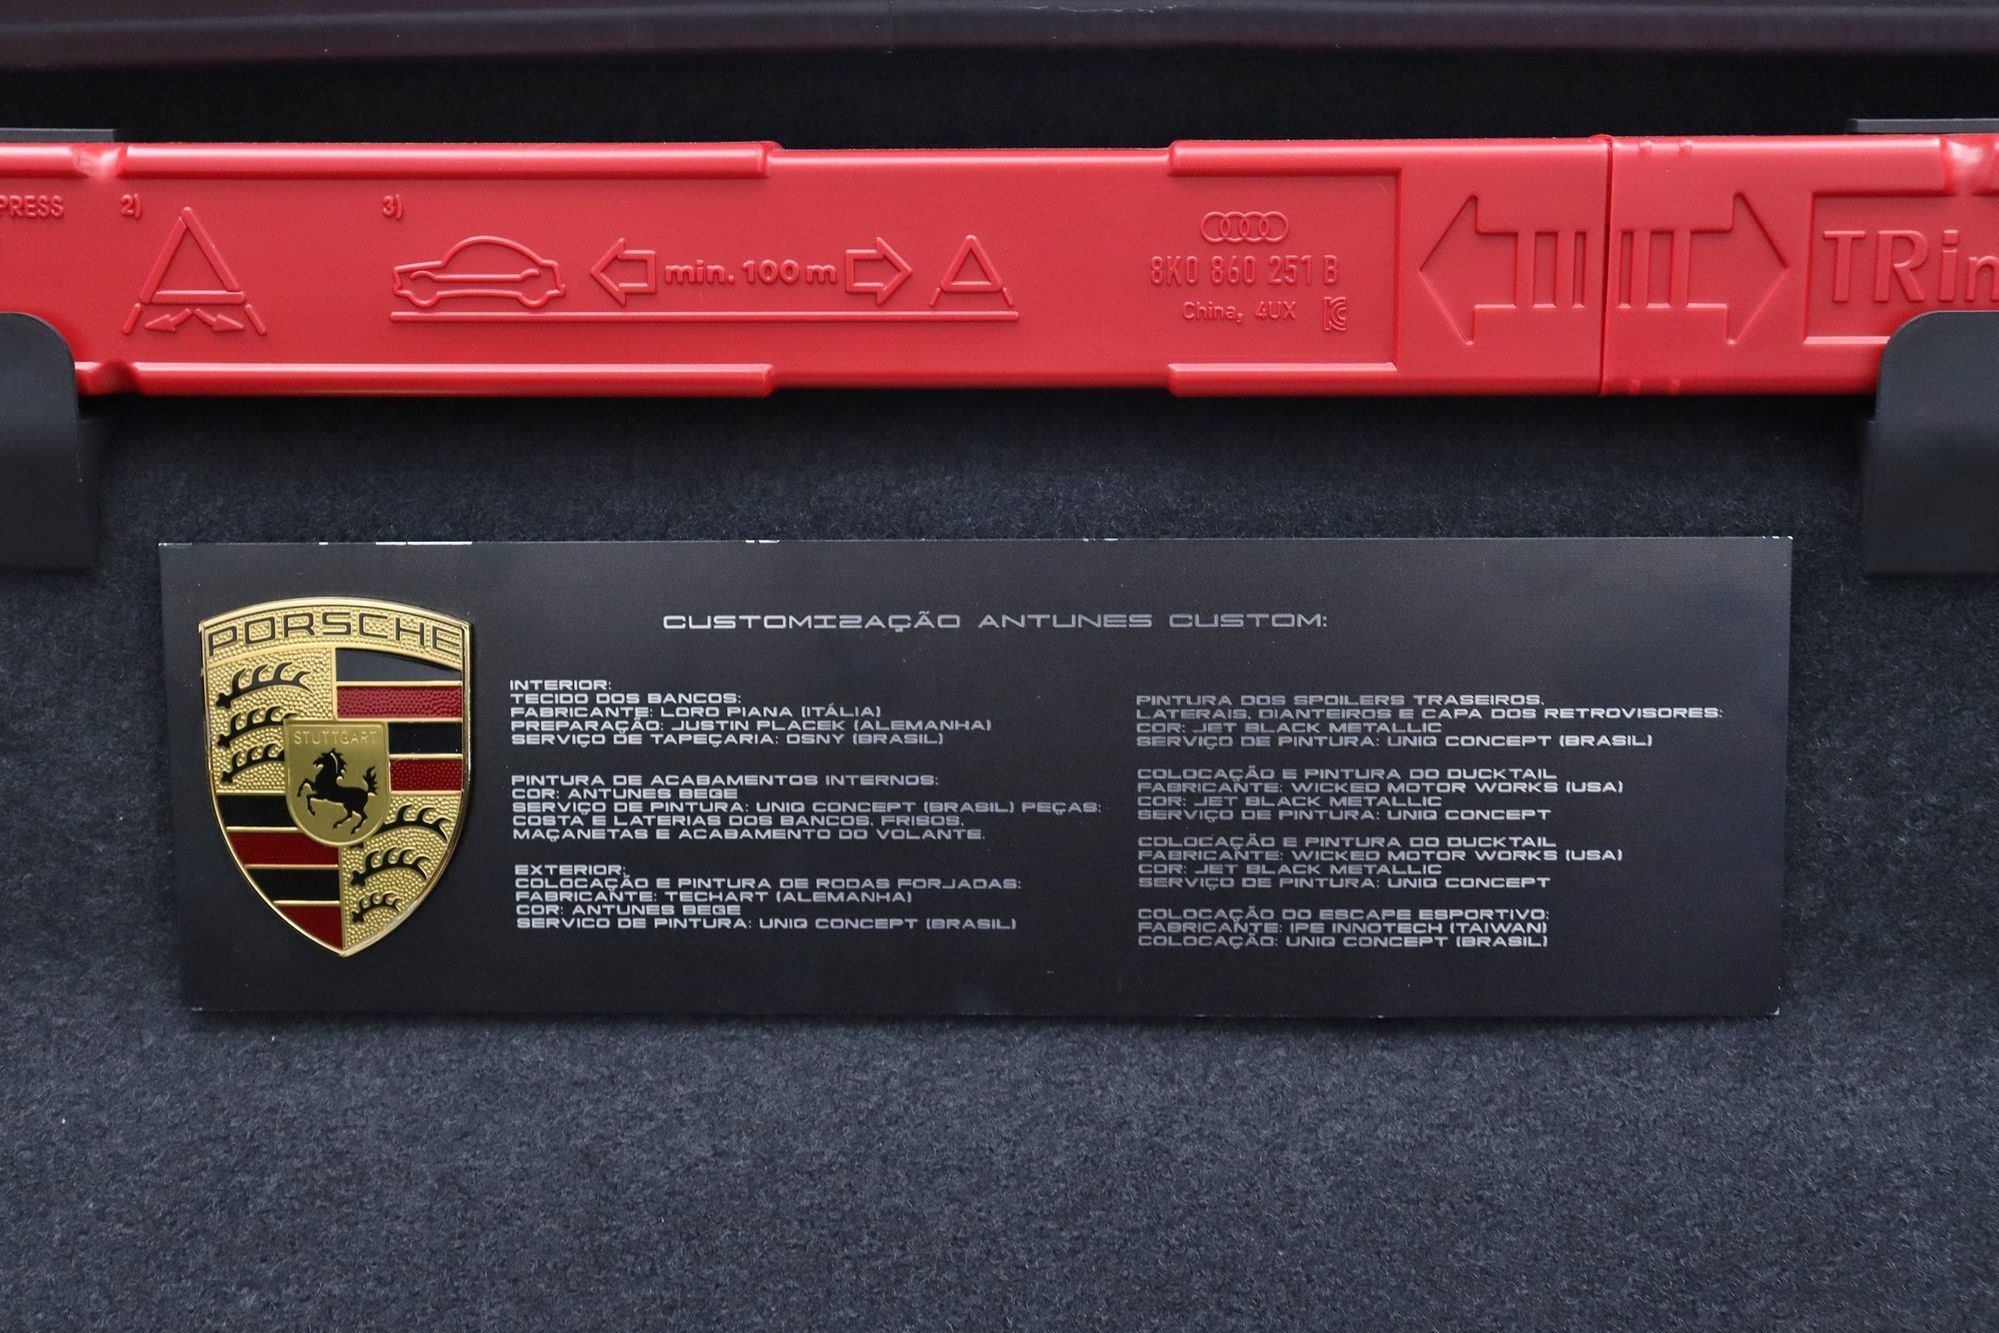 PRESS
2)
3)
min. 100 m
8K0 860 251 B
China, 4UX
TRin
PORSCHE
STUTTGART
CUSTOMIZAÇÃO ANTUNES CUSTOM:
INTERIOR:
TECIDO DOS BANCOS:
FABRICANTE: LORO PIANA (ITÁLIA)
PREPARAÇÃO: JUSTIN PLACEK (ALEMANHA)
SERVIÇO DE TAPEÇARIA: OSNY (BRASIL)
PINTURA DE ACABAMENTOS INTERNOS:
COR: ANTUNES BEGE
SERVIÇO DE PINTURA: UNIQ CONCEPT (BRASIL) PEÇAS:
COSTA E LATERIAS DOS BANCOS, FRISOS,
MAÇANETAS E ACABAMENTO DO VOLANTE.
EXTERIOR:
COLOCAÇÃO E PINTURA DE RODAS FORJADAS:
FABRICANTE: TECHART (ALEMANHA)
COR: ANTUNES BEGE
SERVICO DE PINTURA: UNIQ CONCEPT (BRASIL)
PINTURA DOS SPOILERS TRASEIROS,
LATERAIS, DIANTEIROS E CAPA DOS RETROVISORES:
COR: JET BLACK METALLIC
SERVIÇO DE PINTURA: UNIQ CONCEPT (BRASIL)
COLOCAÇÃO E PINTURA DO DUCKTAIL
FABRICANTE: WICKED MOTOR WORKS (USA)
COR: JET BLACK METALLIC
SERVIÇO DE PINTURA: UNIQ CONCEPT
COLOCAÇÃO E PINTURA DO DUCKTAIL
FABRICANTE: WICKED MOTOR WORKS (USA)
COR: JET BLACK METALLIC
SERVIÇO DE PINTURA: UNIQ CONCEPT
COLOCAÇÃO DO ESCAPE ESPORTIVO:
FABRICANTE: IPE INNOTECH (TAIWAN)
COLOCAÇÃO: UNIQ CONCEPT (BRASIL)